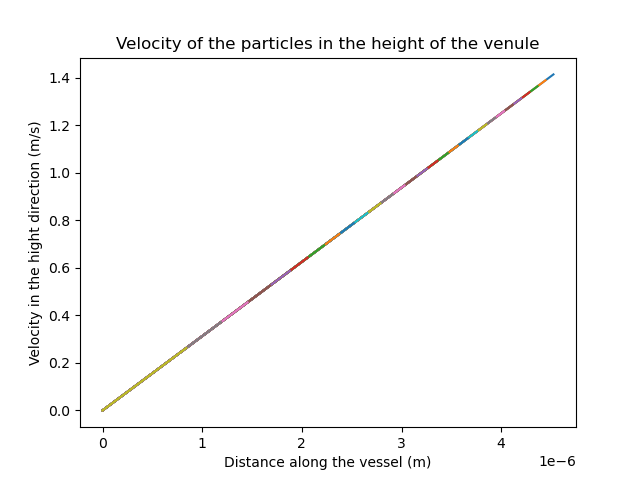 Velocity of the particles in the height of the venule
Velocity in the hight direction (m/s)
1.4
1.2
1.0
0.8
0.6
0.4
0.2
0.0
0 1 2 3 4
1e−6
Distance along the vessel (m)